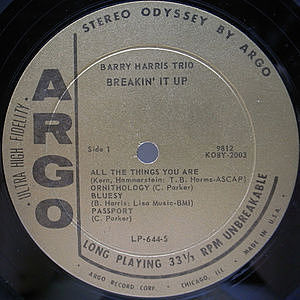 STEREO ODYSSEY BY ARGO
ULTRA HIGH FIDELITY
ARGO
BARRY HARRIS TRIO
BREAKIN' IT UP
Side 1
9812
KOBY-2003
ALL THE THINGS YOU ARE
(Kern, Hammerstein: T. B. Harms-ASCAP)
ORNITHOLOGY (C. Parker)
BLUESY
(B. Harris: Lisa Music-BMI)
PASSPORT
(C. Parker)
LP-644-S
LONG PLAYING 33⅓ RPM UNBREAKABLE
ARGO RECORD CORP. CHICAGO, ILL.
MADE IN U.S.A.